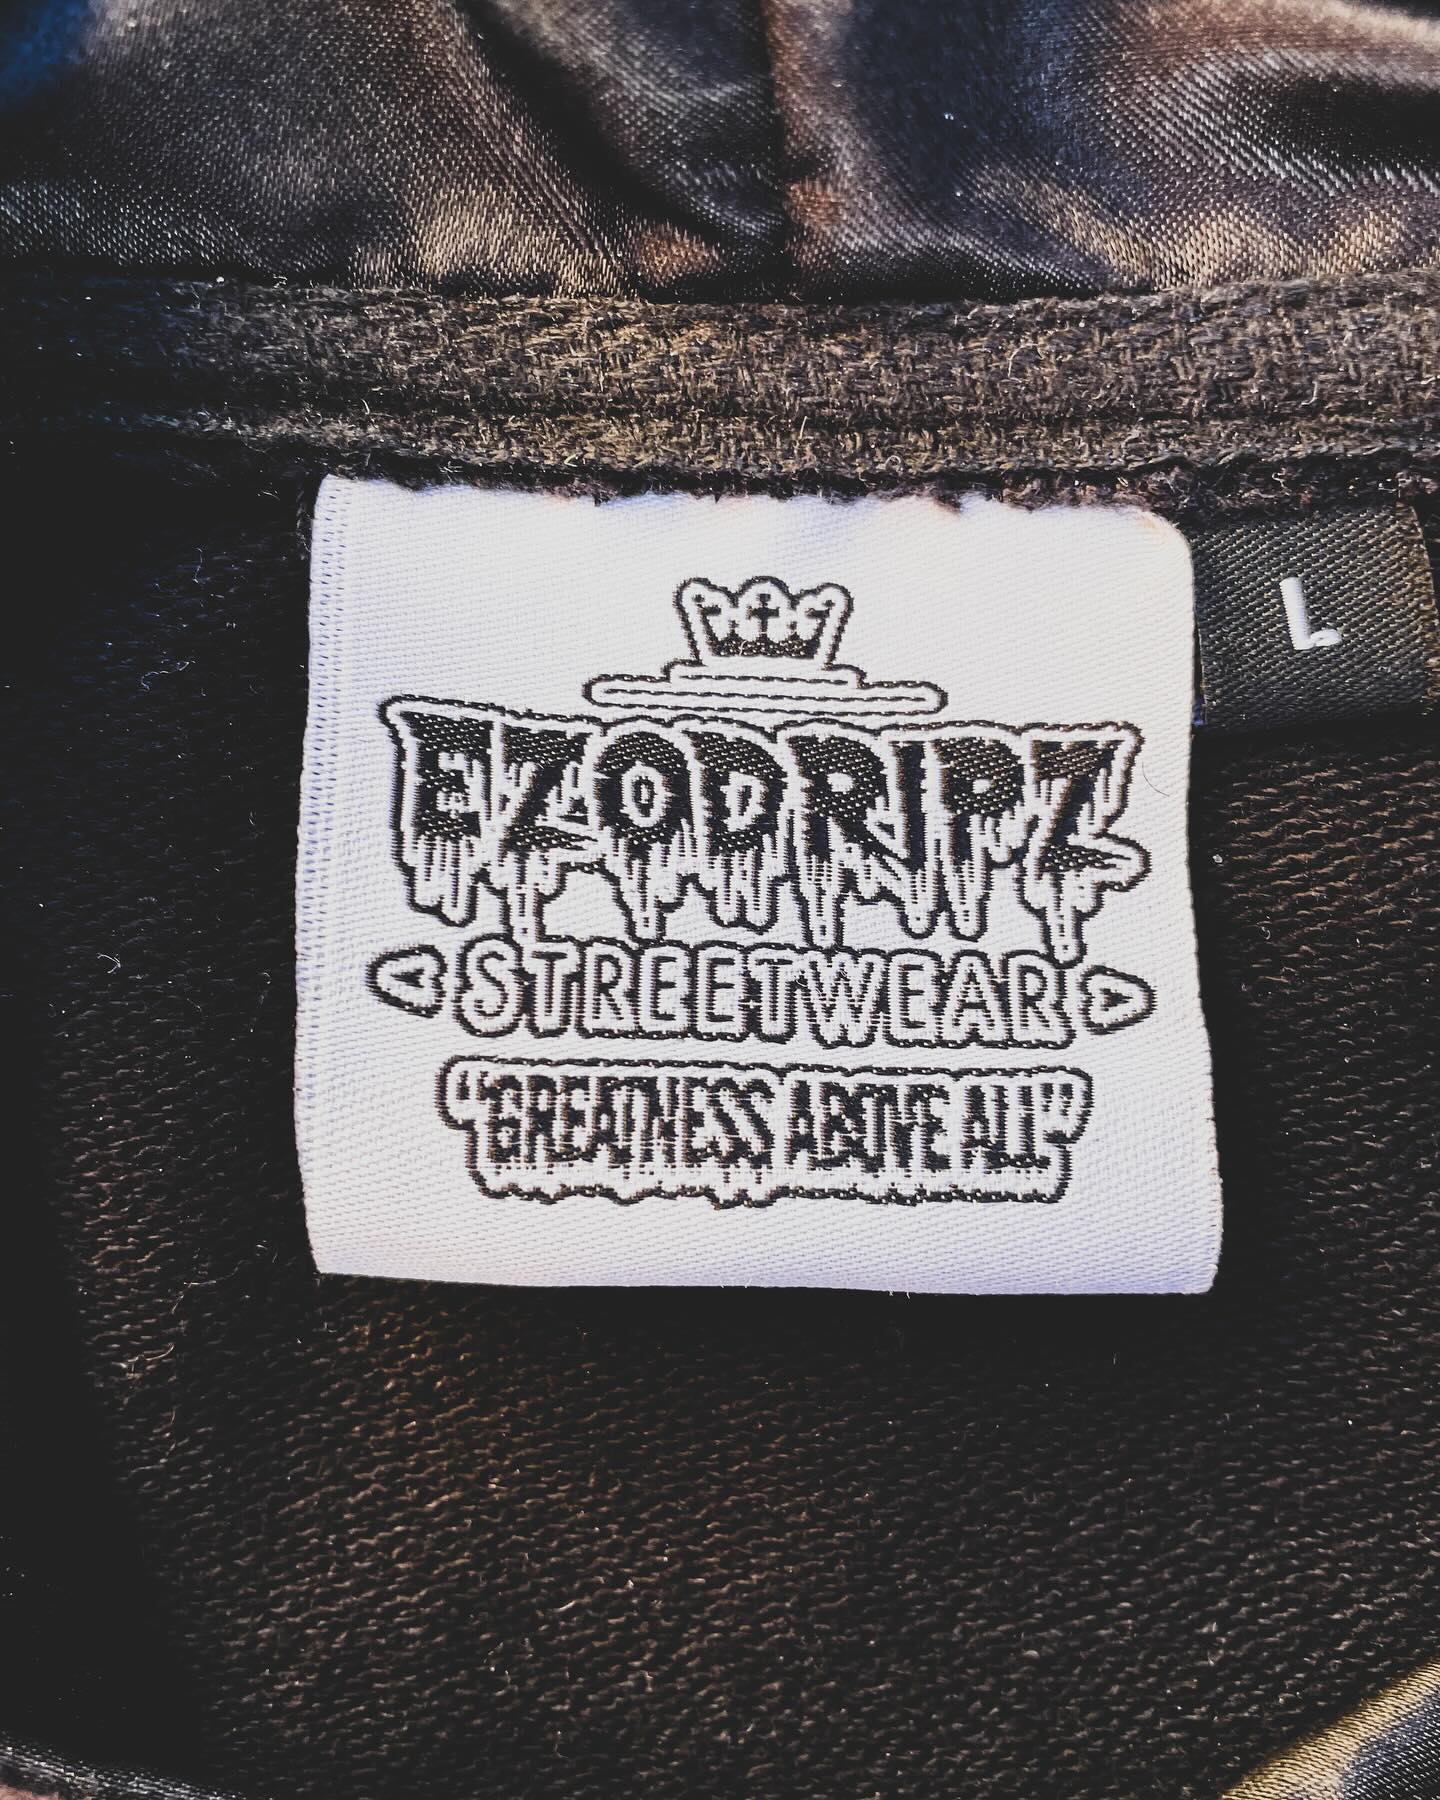 EZODRIPZ
STREETWEAR
"GREATNESS ABOVE ALL"
L